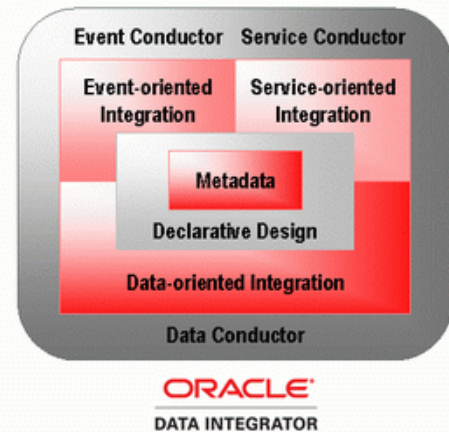 Event Conductor Service Conductor
Event-oriented
Integration
Service-oriented
Integration
Metadata
Declarative Design
Data-oriented Integration
Data Conductor
ORACLE®
DATA INTEGRATOR